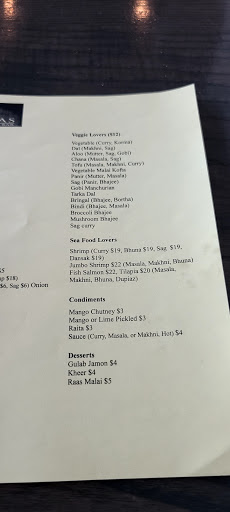 AS
Veggie Lovers ($12)
Vegetable (Curry, Korma)
Dal (Makhni, Sag)
Aloo (Mutter, Sag, Gobi)
Chana (Masala, Sag)
Tofu (Masala, Makhni, Curry)
Vegetable Malai Kofta
Panir (Mutter, Masala)
Sag (Panir, Bhajee)
Gobi Manchurian
Tarka Dal
Bringal (Bhajee, Bortha)
Bindi (Bhajee, Masala)
Broccoli Bhajee
Mushroom Bhajee
Sag curry
Sea Food Lovers
Shrimp (Curry $19, Bhuna $19, Sag $19,
Dansak $19)
Jumbo Shrimp $22 (Masala, Makhni, Bhuna)
Fish Salmon $22, Tilapia $20 (Masala,
Makhni, Bhuna, Dupiaz)
$5
p $18)
$6, Sag $6) Onion
Condiments
Mango Chutney $3
Mango or Lime Pickled $3
Raita $3
Sauce (Curry, Masala, or Makhni, Hot) $4
Desserts
Gulab Jamon $4
Kheer $4
Raas Malai $5